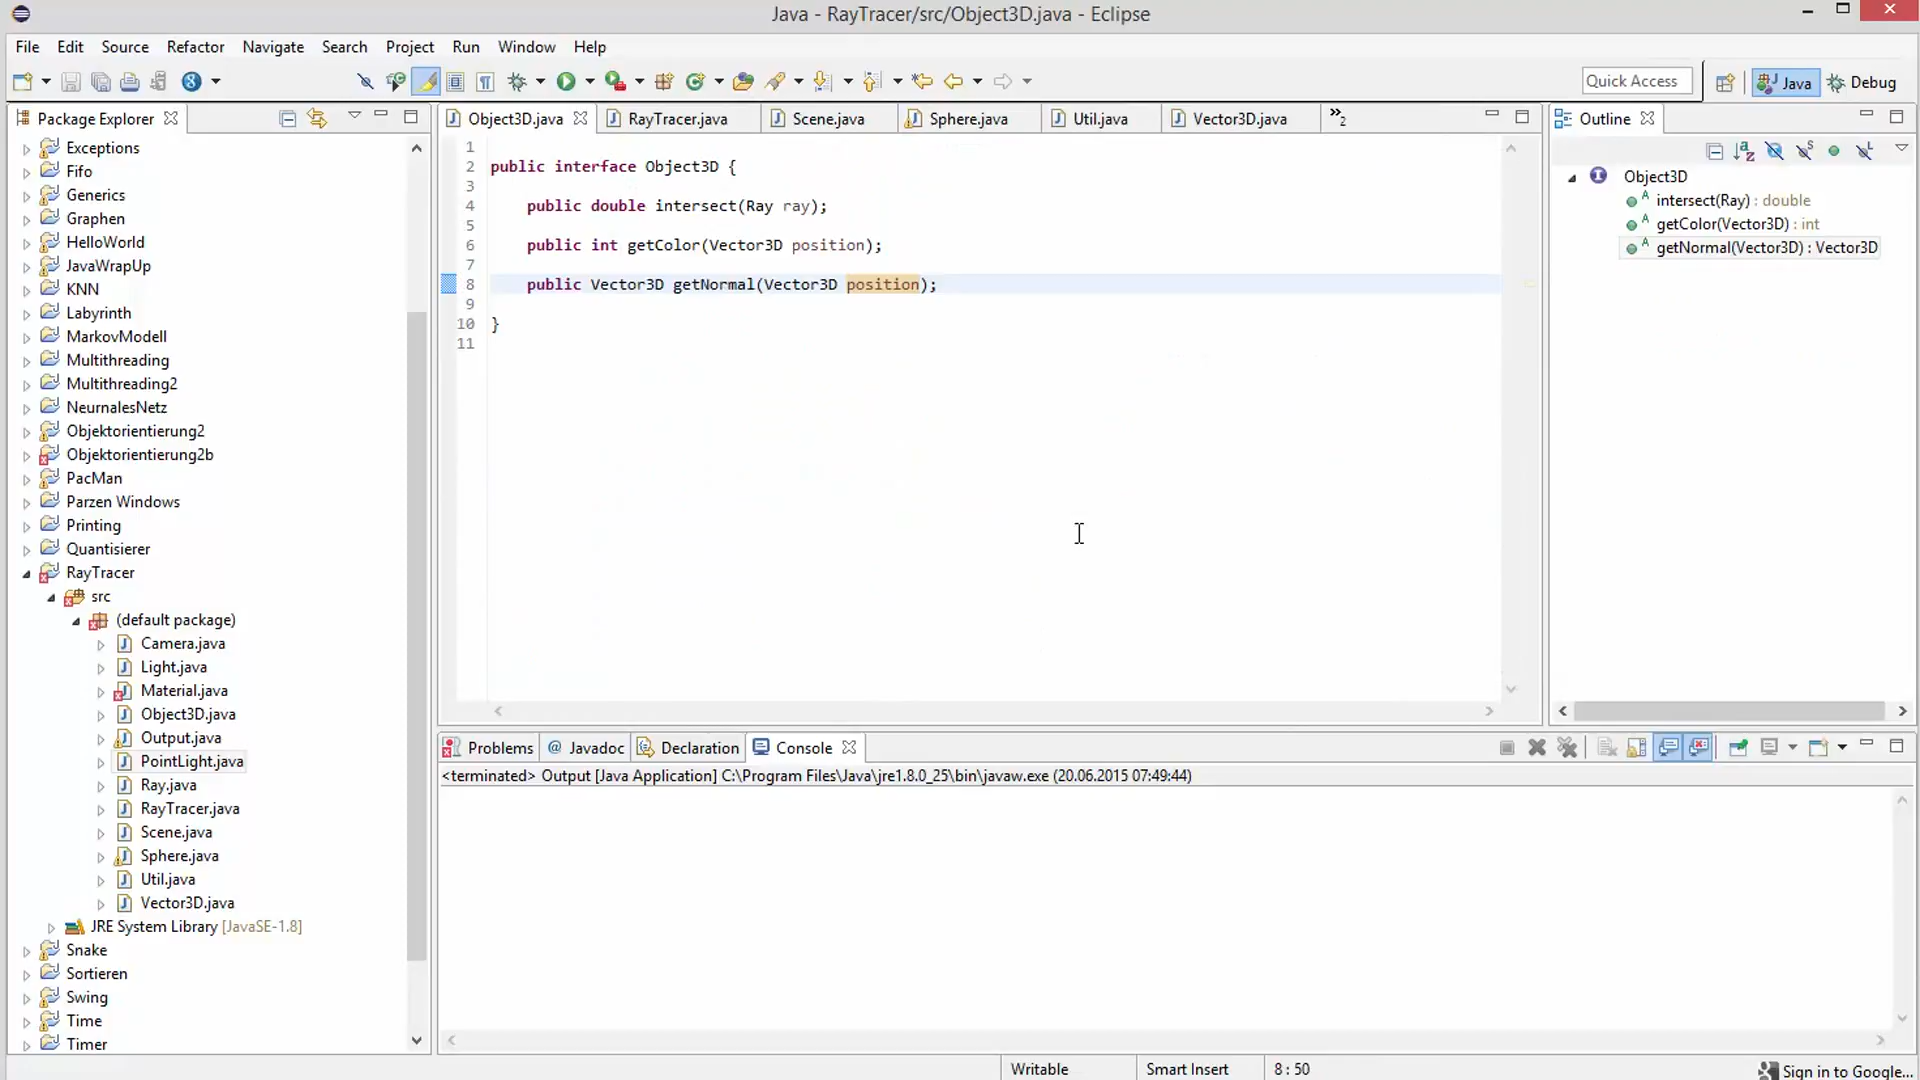 Java - RayTracer/src/Object3D.java - Eclipse
File Edit Source Refactor Navigate Search Project Run Window Help
Quick Access
Java
Debug
Package Explorer
Object3D.java
RayTracer.java
Scene.java
Sphere.java
Util.java
Vector3D.java
»2
Outline
Exceptions
Fifo
Generics
Graphen
HelloWorld
JavaWrapUp
KNN
Labyrinth
MarkovModell
Multithreading
Multithreading2
NeurnalesNetz
Objektorientierung2
Objektorientierung2b
PacMan
Parzen Windows
Printing
Quantisierer
RayTracer
src
(default package)
Camera.java
Light.java
Material.java
Object3D.java
Output.java
PointLight.java
Ray.java
RayTracer.java
Scene.java
Sphere.java
Util.java
Vector3D.java
JRE System Library [JavaSE-1.8]
Snake
Sortieren
Swing
Time
Timer
1
2 public interface Object3D {
3
4 public double intersect(Ray ray);
5
6 public int getColor(Vector3D position);
7
8 public Vector3D getNormal(Vector3D position);
9
10 }
11
Object3D
intersect(Ray) : double
getColor(Vector3D) : int
getNormal(Vector3D) : Vector3D
Problems
@ Javadoc
Declaration
Console
<terminated> Output [Java Application] C:\Program Files\Java\jre1.8.0_25\bin\javaw.exe (20.06.2015 07:49:44)
Writable
Smart Insert
8 : 50
Sign in to Google...